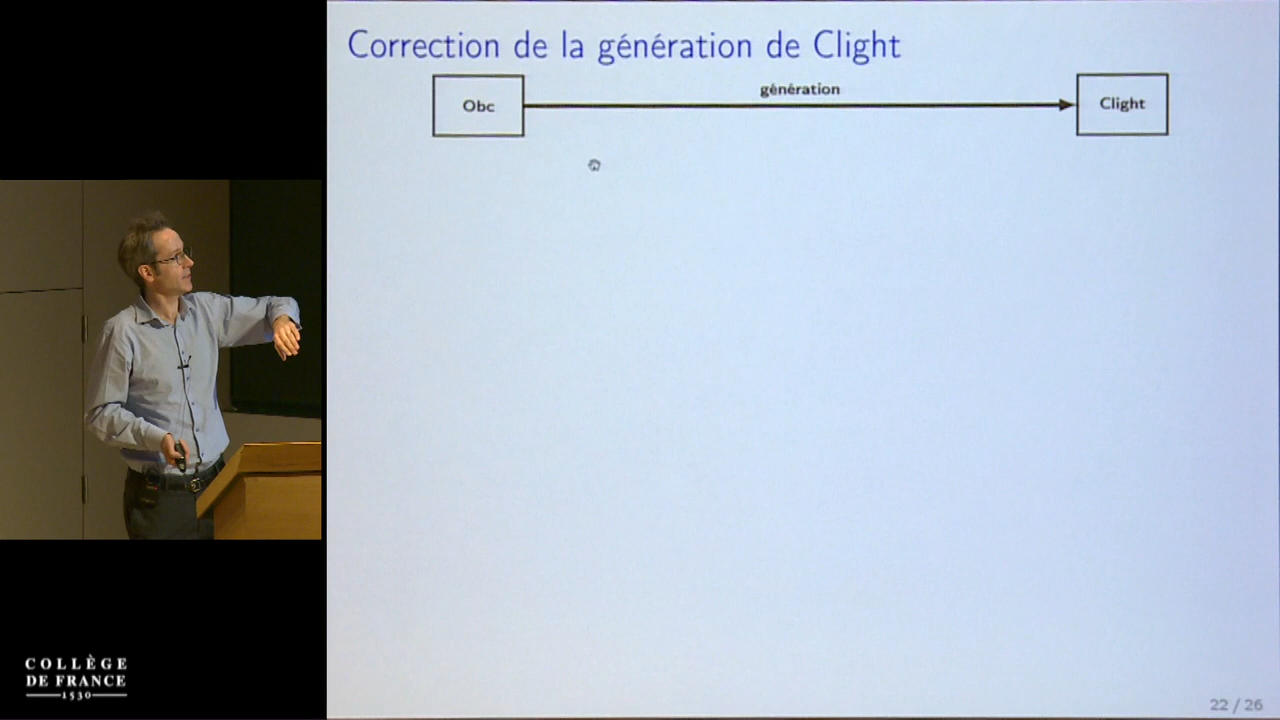 Correction de la génération de Clight
génération
Obc
Clight
COLLÈGE
DE FRANCE
1530
22 / 26